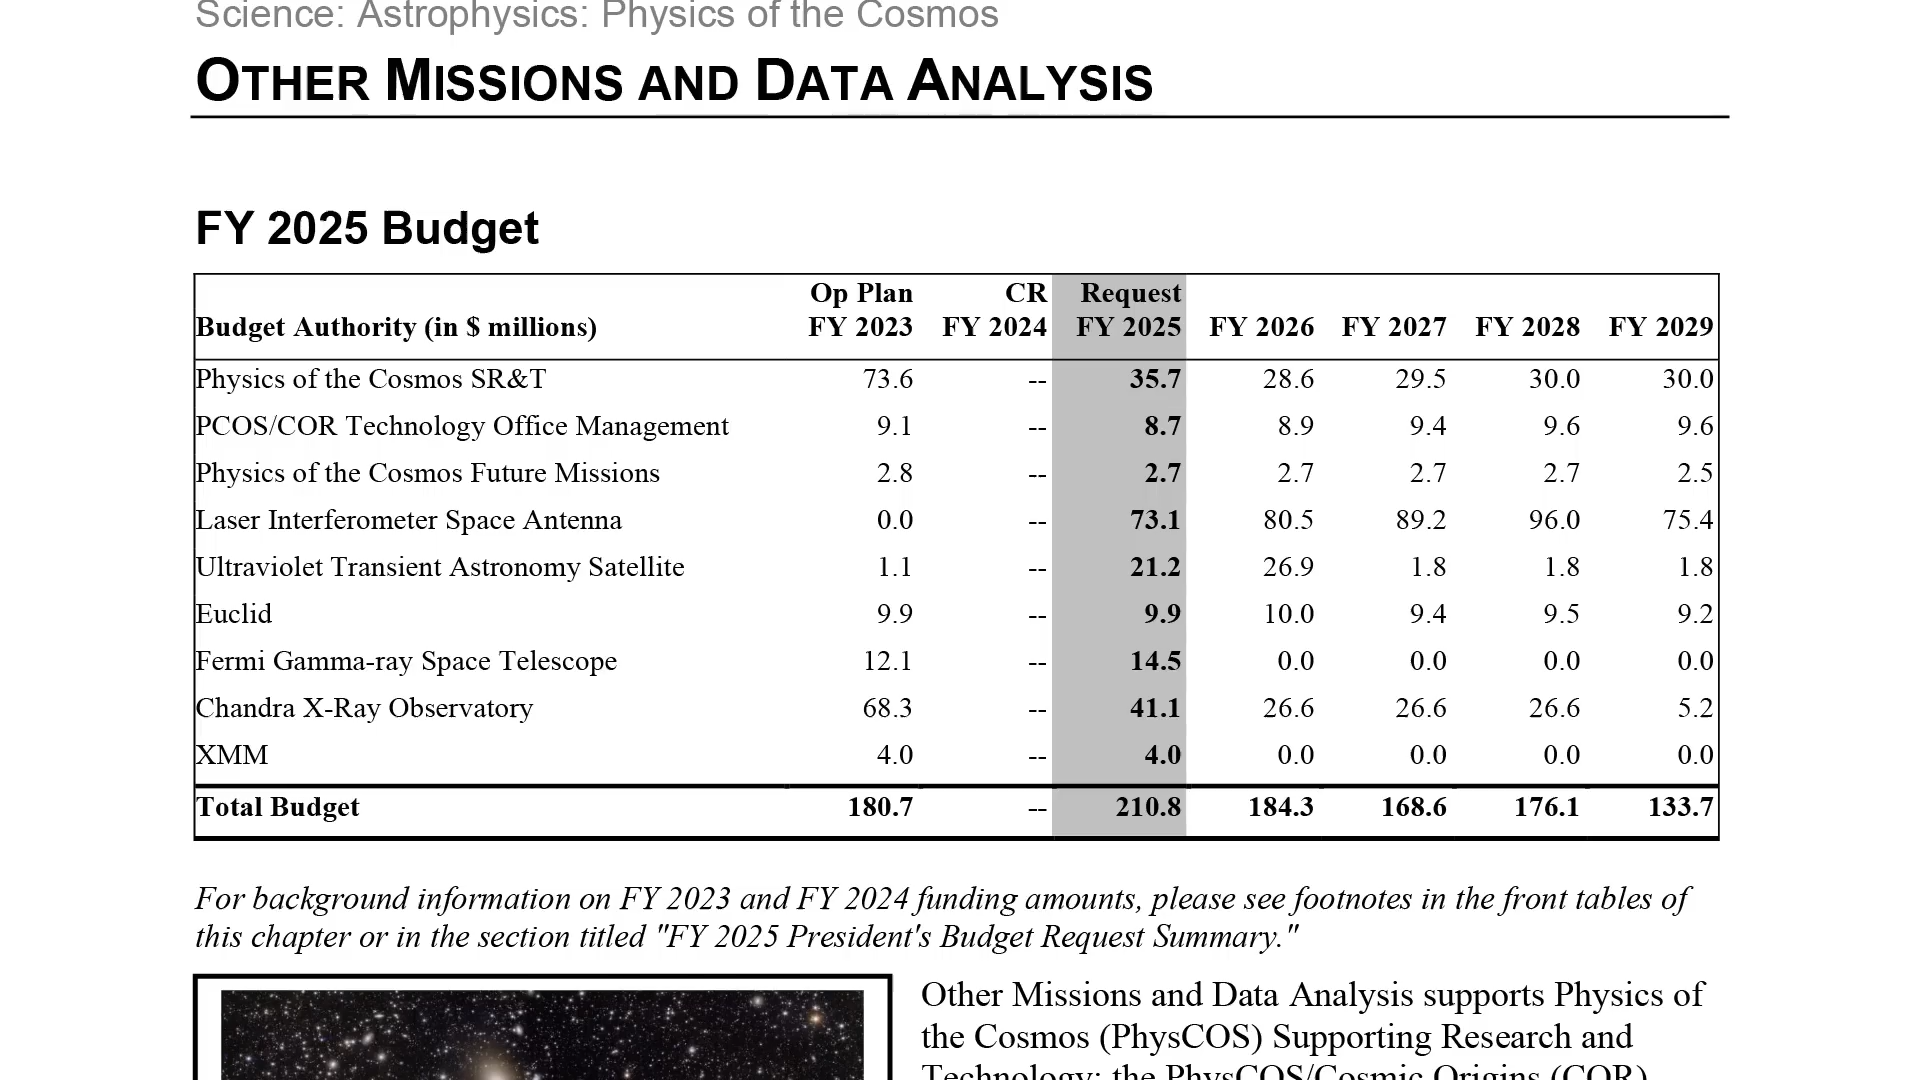 Science: Astrophysics: Physics of the Cosmos
OTHER MISSIONS AND DATA ANALYSIS
FY 2025 Budget
Op Plan CR Request
Budget Authority (in $ millions) FY 2023 FY 2024 FY 2025 FY 2026 FY 2027 FY 2028 FY 2029
Physics of the Cosmos SR&T 73.6 -- 35.7 28.6 29.5 30.0 30.0
PCOS/COR Technology Office Management 9.1 -- 8.7 8.9 9.4 9.6 9.6
Physics of the Cosmos Future Missions 2.8 -- 2.7 2.7 2.7 2.7 2.5
Laser Interferometer Space Antenna 0.0 -- 73.1 80.5 89.2 96.0 75.4
Ultraviolet Transient Astronomy Satellite 1.1 -- 21.2 26.9 1.8 1.8 1.8
Euclid 9.9 -- 9.9 10.0 9.4 9.5 9.2
Fermi Gamma-ray Space Telescope 12.1 -- 14.5 0.0 0.0 0.0 0.0
Chandra X-Ray Observatory 68.3 -- 41.1 26.6 26.6 26.6 5.2
XMM 4.0 -- 4.0 0.0 0.0 0.0 0.0
Total Budget 180.7 -- 210.8 184.3 168.6 176.1 133.7
For background information on FY 2023 and FY 2024 funding amounts, please see footnotes in the front tables of
this chapter or in the section titled "FY 2025 President's Budget Request Summary."
Other Missions and Data Analysis supports Physics of
the Cosmos (PhysCOS) Supporting Research and
Technology; the PhysCOS/Cosmic Origins (COR)